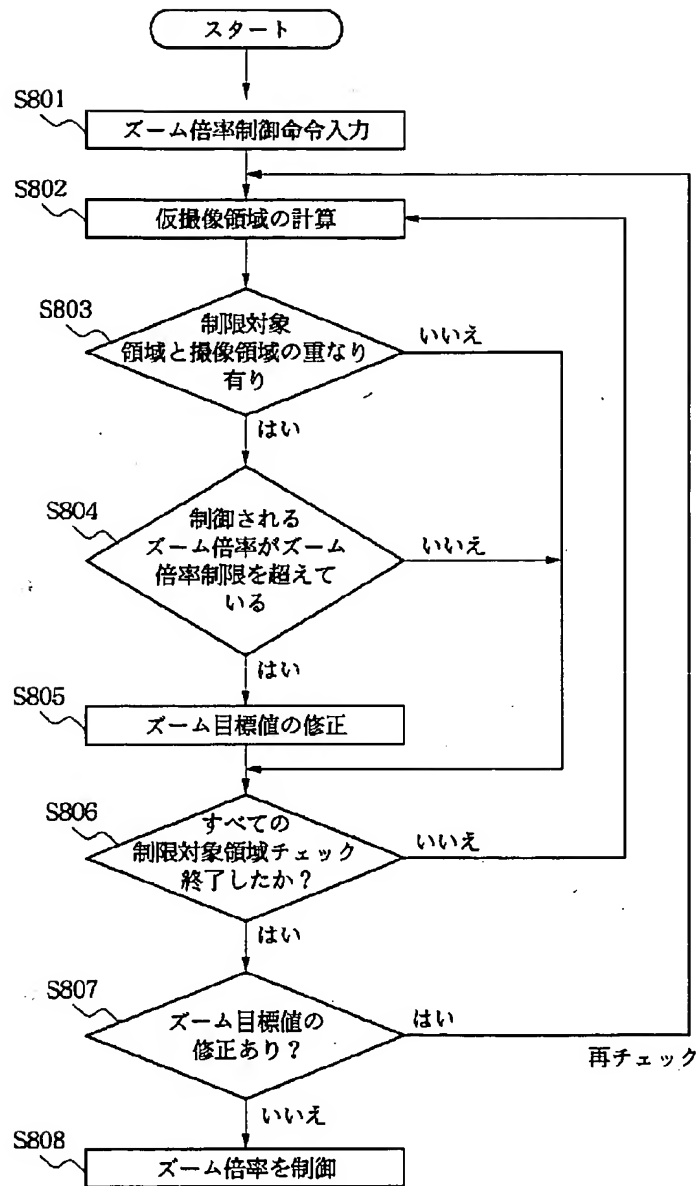 スタート
S801
ズーム倍率制御命令入力
S802
仮撮像領域の計算
S803
制限対象
領域と撮像領域の重なり
有り
いいえ
はい
S804
制御される
ズーム倍率がズーム
倍率制限を超えて
いる
いいえ
はい
S805
ズーム目標値の修正
S806
すべての
制限対象領域チェック
終了したか？
いいえ
はい
S807
ズーム目標値の
修正あり？
はい
再チェック
いいえ
S808
ズーム倍率を制御